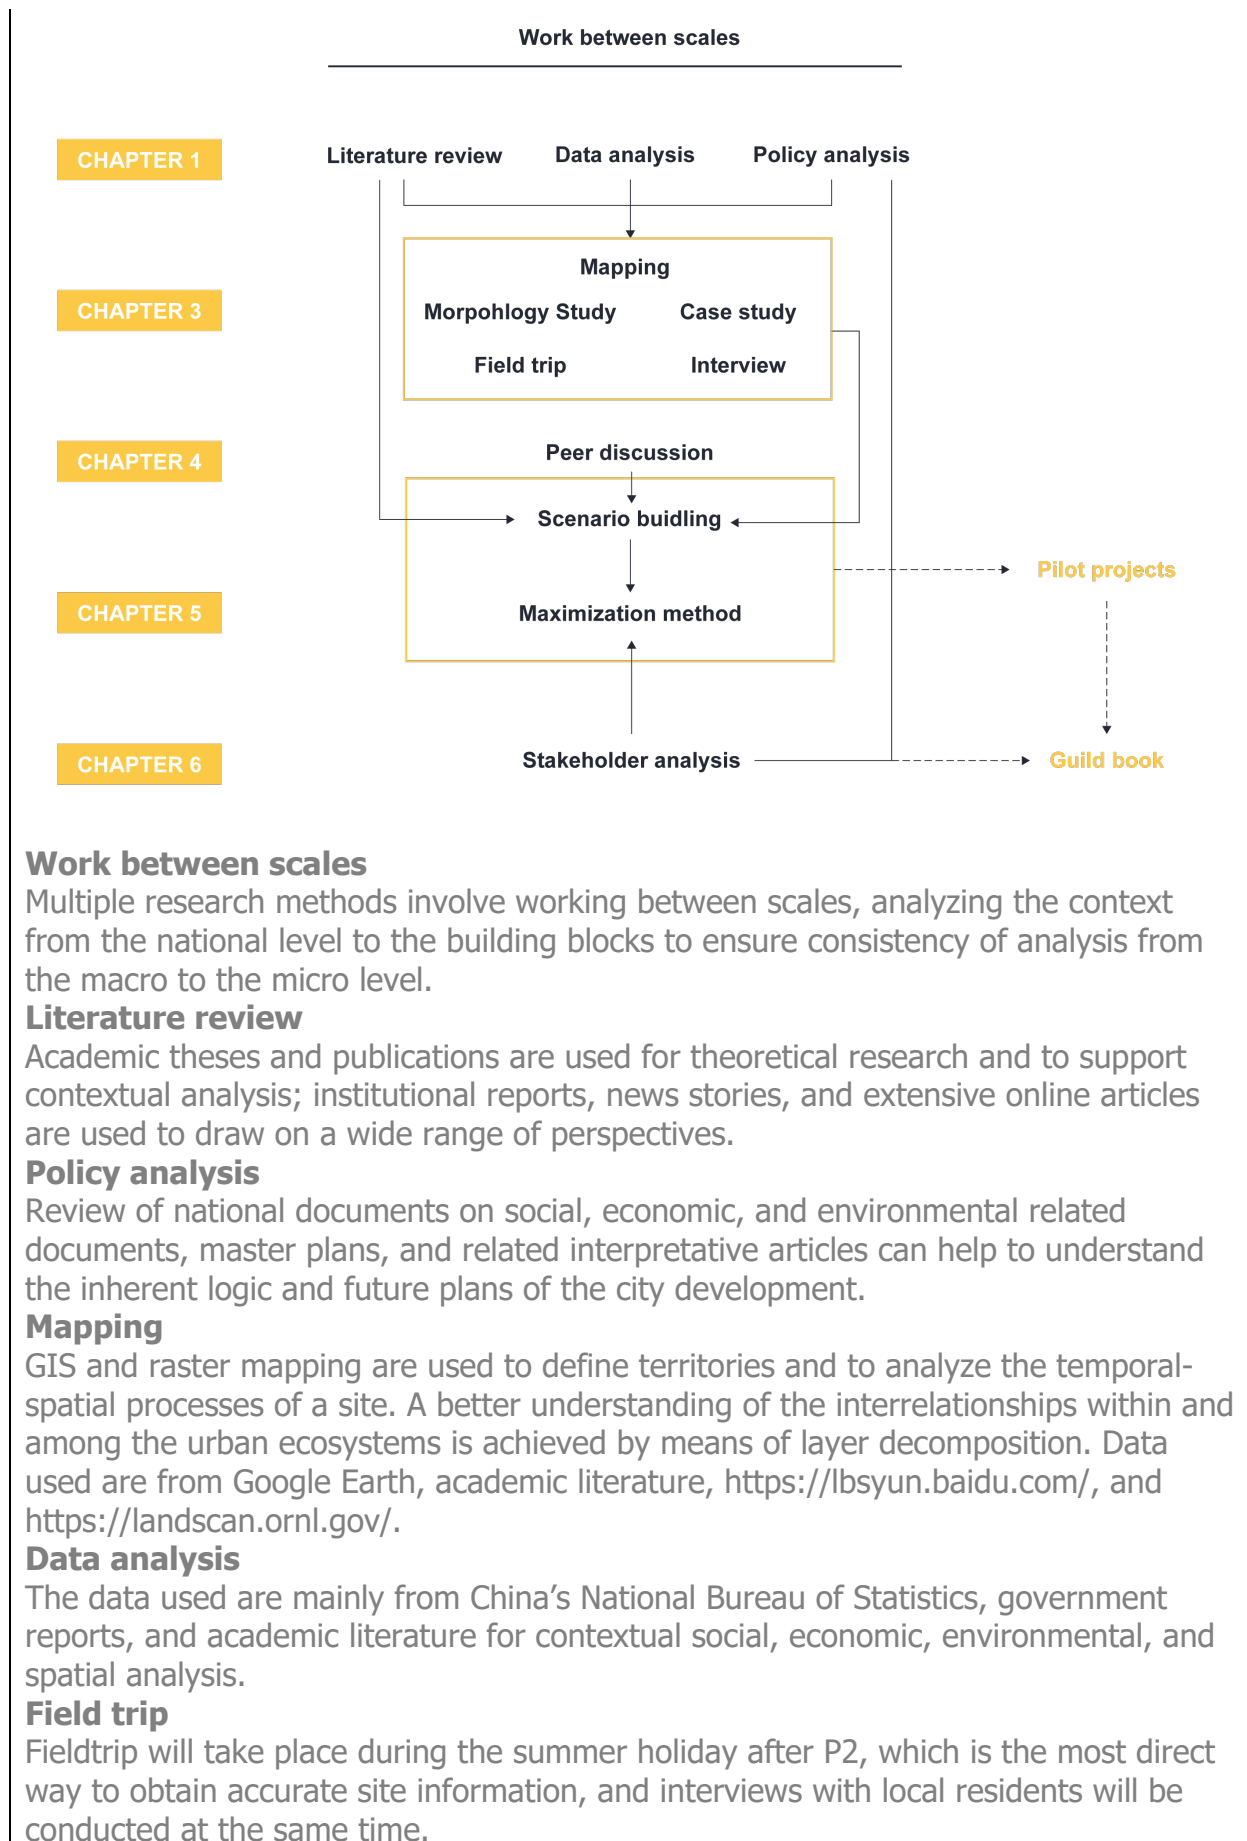 Work between scales
CHAPTER 1
Literature review
Data analysis
Policy analysis
Mapping
CHAPTER 3
Morpohlogy Study
Case study
Field trip
Interview
CHAPTER 4
Peer discussion
Scenario buidling
Pilot projects
CHAPTER 5
Maximization method
CHAPTER 6
Stakeholder analysis
Guild book
Work between scales
Multiple research methods involve working between scales, analyzing the context
from the national level to the building blocks to ensure consistency of analysis from
the macro to the micro level.
Literature review
Academic theses and publications are used for theoretical research and to support
contextual analysis; institutional reports, news stories, and extensive online articles
are used to draw on a wide range of perspectives.
Policy analysis
Review of national documents on social, economic, and environmental related
documents, master plans, and related interpretative articles can help to understand
the inherent logic and future plans of the city development.
Mapping
GIS and raster mapping are used to define territories and to analyze the temporal-
spatial processes of a site. A better understanding of the interrelationships within and
among the urban ecosystems is achieved by means of layer decomposition. Data
used are from Google Earth, academic literature, https://lbsyun.baidu.com/, and
https://landscan.ornl.gov/.
Data analysis
The data used are mainly from China’s National Bureau of Statistics, government
reports, and academic literature for contextual social, economic, environmental, and
spatial analysis.
Field trip
Fieldtrip will take place during the summer holiday after P2, which is the most direct
way to obtain accurate site information, and interviews with local residents will be
conducted at the same time.